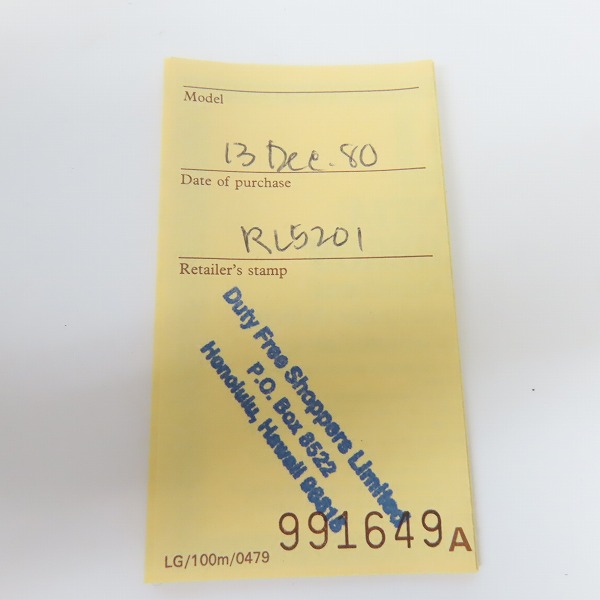 Model
13 Dec. 80
Date of purchase
RL5201
Retailer's stamp
Duty Free Shoppers Limited
P.O. Box 8522
Honolulu, Hawaii 96815
991649A
LG/100m/0479